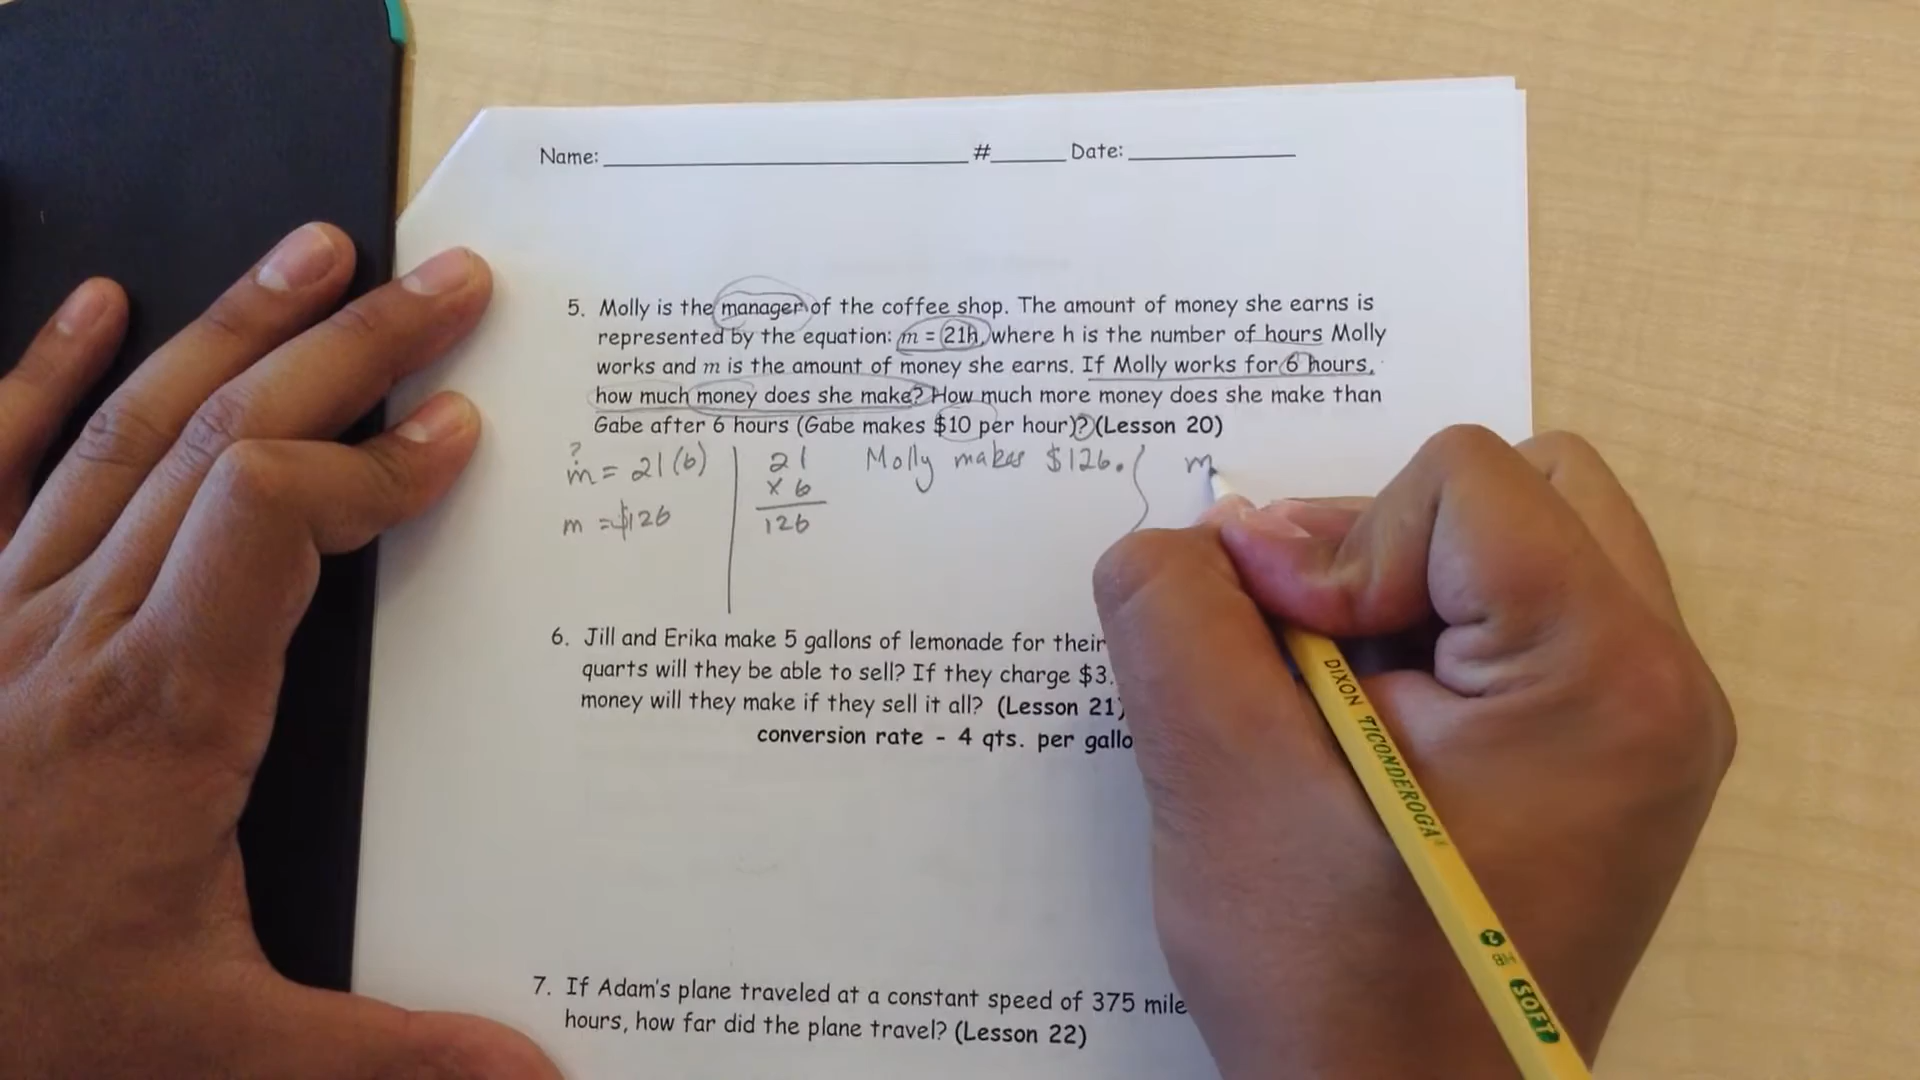 Name: # Date:
5. Molly is the manager of the coffee shop. The amount of money she earns is
represented by the equation: m = 21h, where h is the number of hours Molly
works and m is the amount of money she earns. If Molly works for 6 hours,
how much money does she make? How much more money does she make than
Gabe after 6 hours (Gabe makes $10 per hour)? (Lesson 20)
?
m = 21(6)
m = $126
21
x 6
126
Molly makes $126.
m
6. Jill and Erika make 5 gallons of lemonade for their
quarts will they be able to sell? If they charge $3.
money will they make if they sell it all? (Lesson 21)
conversion rate - 4 qts. per gallo
7. If Adam's plane traveled at a constant speed of 375 mile
hours, how far did the plane travel? (Lesson 22)
DIXON TICONDEROGA
2
HB
SOFT